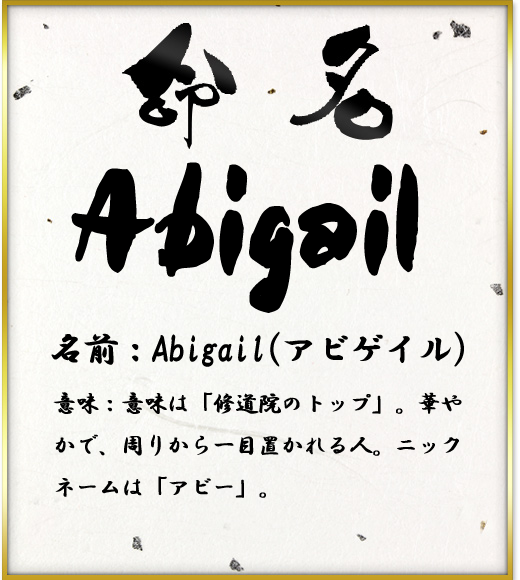 命名
Abigail
名前：Abigail(アビゲイル)
意味：意味は「修道院のトップ」。華や
かで、周りから一目置かれる人。ニック
ネームは「アビー」。